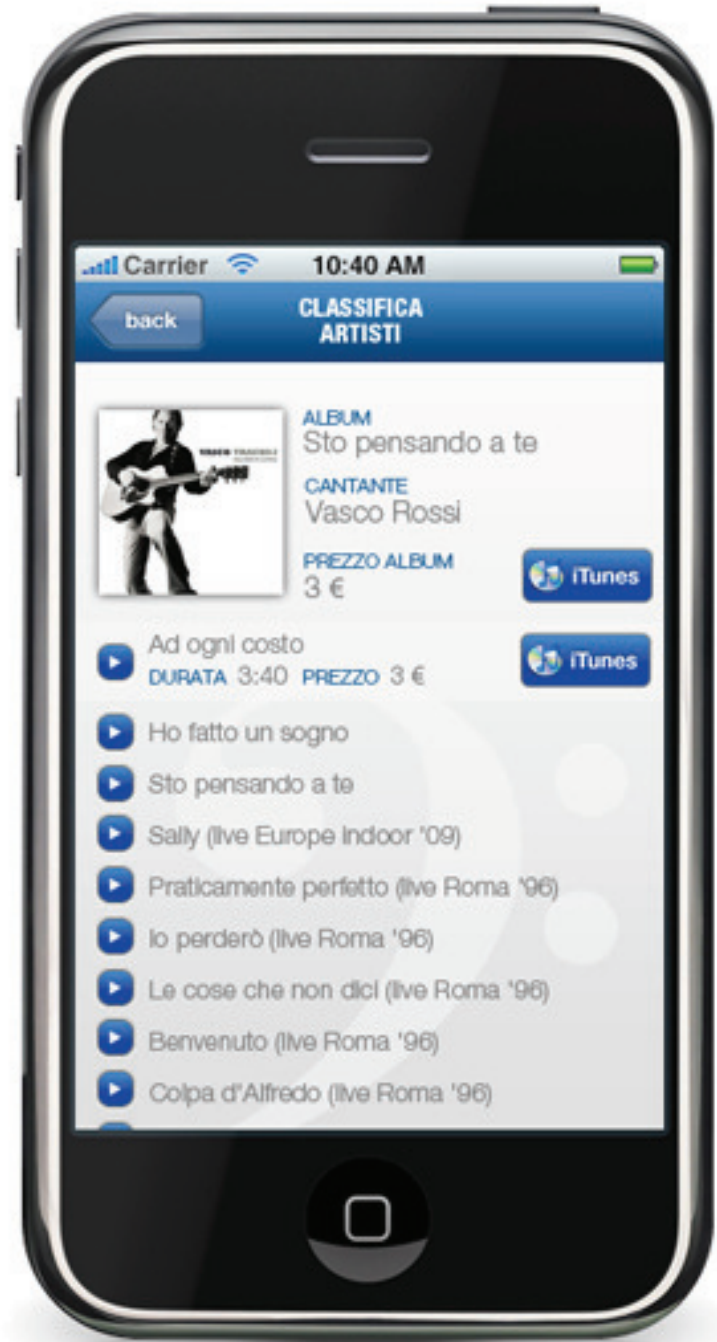 Carrier 10:40 AM
back
CLASSIFICA
ARTISTI
VASCO TRACKS 2
ALBUM
Sto pensando a te
CANTANTE
Vasco Rossi
PREZZO ALBUM
3 €
iTunes
Ad ogni costo
DURATA 3:40 PREZZO 3 €
iTunes
Ho fatto un sogno
Sto pensando a te
Sally (live Europe indoor '09)
Praticamente perfetto (live Roma '96)
Io perderò (live Roma '96)
Le cose che non dici (live Roma '96)
Benvenuto (live Roma '96)
Colpa d'Alfredo (live Roma '96)